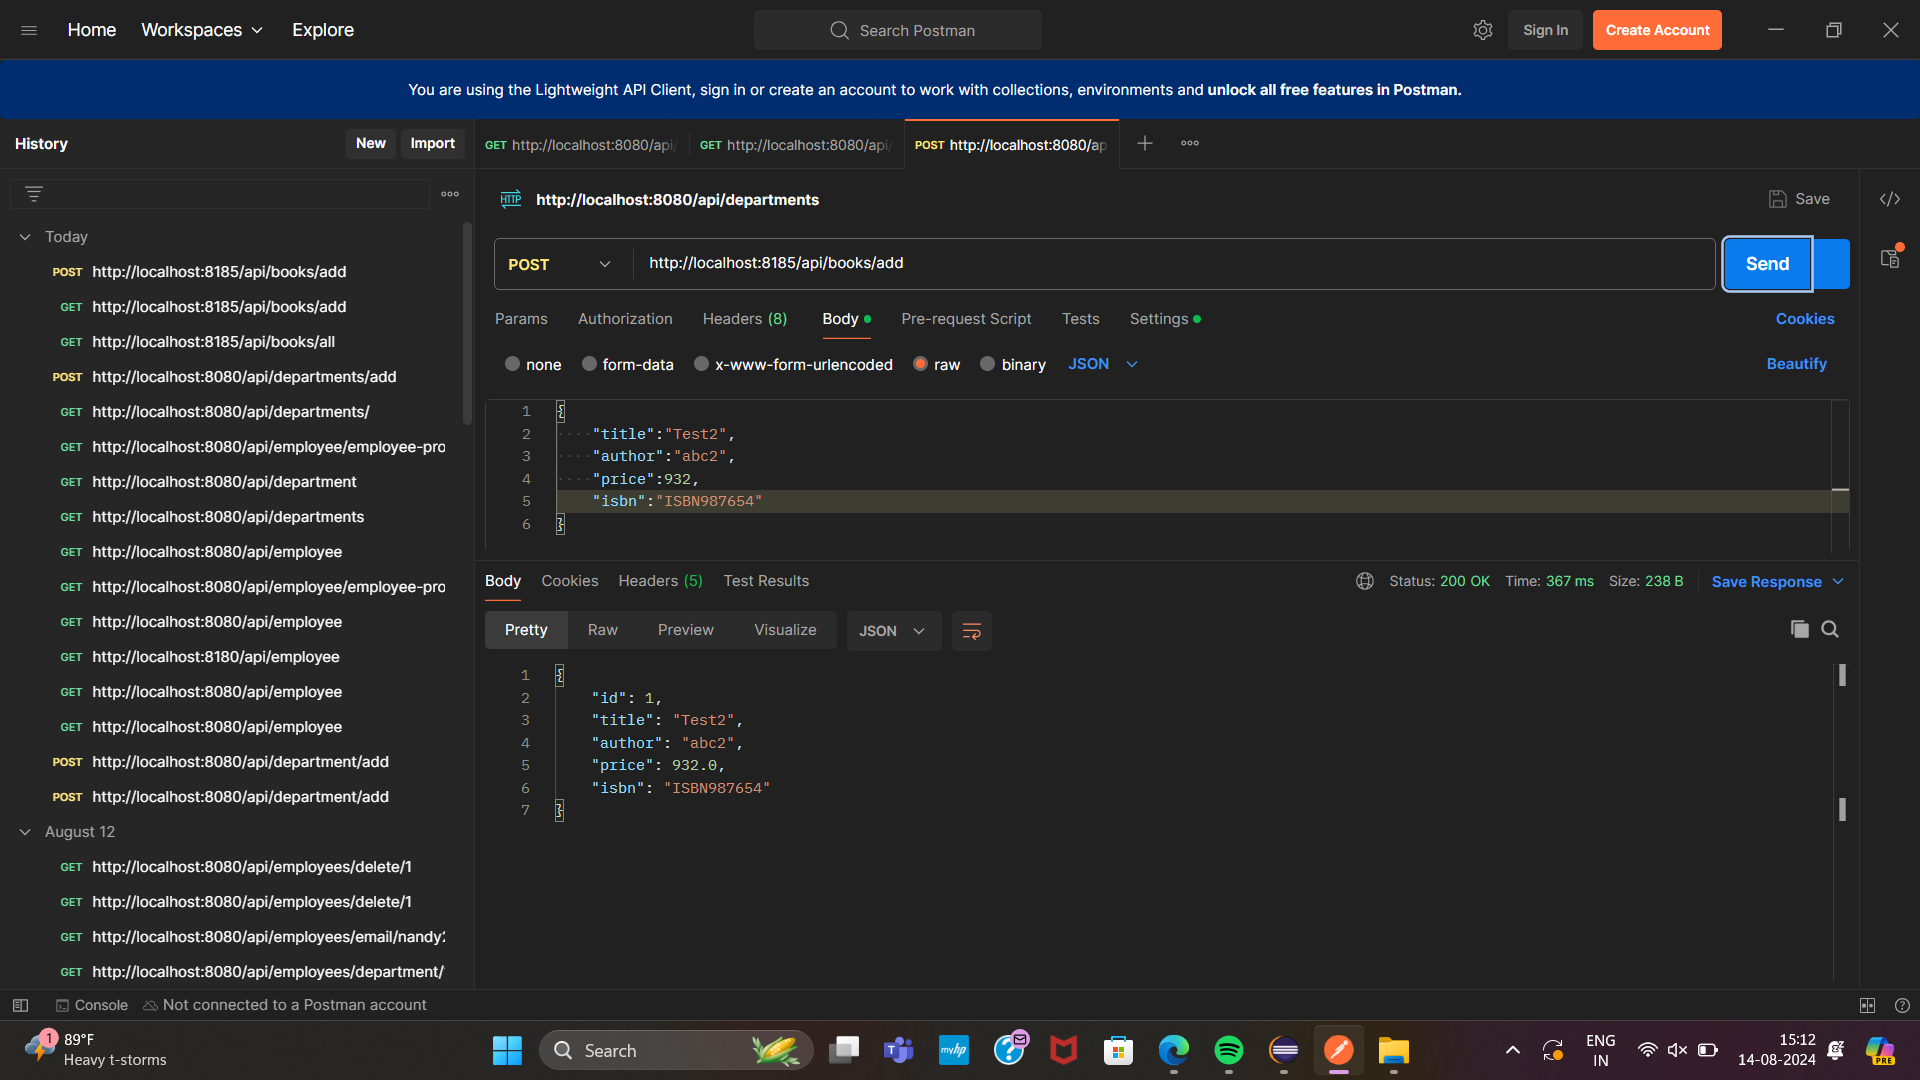 Home
Workspaces
Explore
Search Postman
Sign In
Create Account
You are using the Lightweight API Client, sign in or create an account to work with collections, environments and unlock all free features in Postman.
History
New
Import
GET http://localhost:8080/api/
GET http://localhost:8080/api/
POST http://localhost:8080/ap
HTTP http://localhost:8080/api/departments
Save
Today
POST http://localhost:8185/api/books/add
GET http://localhost:8185/api/books/add
GET http://localhost:8185/api/books/all
POST http://localhost:8080/api/departments/add
GET http://localhost:8080/api/departments/
GET http://localhost:8080/api/employee/employee-pro
GET http://localhost:8080/api/department
GET http://localhost:8080/api/departments
GET http://localhost:8080/api/employee
GET http://localhost:8080/api/employee/employee-pro
GET http://localhost:8080/api/employee
GET http://localhost:8180/api/employee
GET http://localhost:8080/api/employee
GET http://localhost:8080/api/employee
POST http://localhost:8080/api/department/add
POST http://localhost:8080/api/department/add
August 12
GET http://localhost:8080/api/employees/delete/1
GET http://localhost:8080/api/employees/delete/1
GET http://localhost:8080/api/employees/email/nandy2
GET http://localhost:8080/api/employees/department/
POST
http://localhost:8185/api/books/add
Send
Params
Authorization
Headers (8)
Body
Pre-request Script
Tests
Settings
Cookies
none
form-data
x-www-form-urlencoded
raw
binary
JSON
Beautify
1 {
2 "title":"Test2",
3 "author":"abc2",
4 "price":932,
5 "isbn":"ISBN987654"
6 }
Body
Cookies
Headers (5)
Test Results
Status: 200 OK
Time: 367 ms
Size: 238 B
Save Response
Pretty
Raw
Preview
Visualize
JSON
1 {
2 "id": 1,
3 "title": "Test2",
4 "author": "abc2",
5 "price": 932.0,
6 "isbn": "ISBN987654"
7 }
Console
Not connected to a Postman account
1
89°F
Heavy t-storms
Search
myhp
ENG
IN
15:12
14-08-2024
PRE